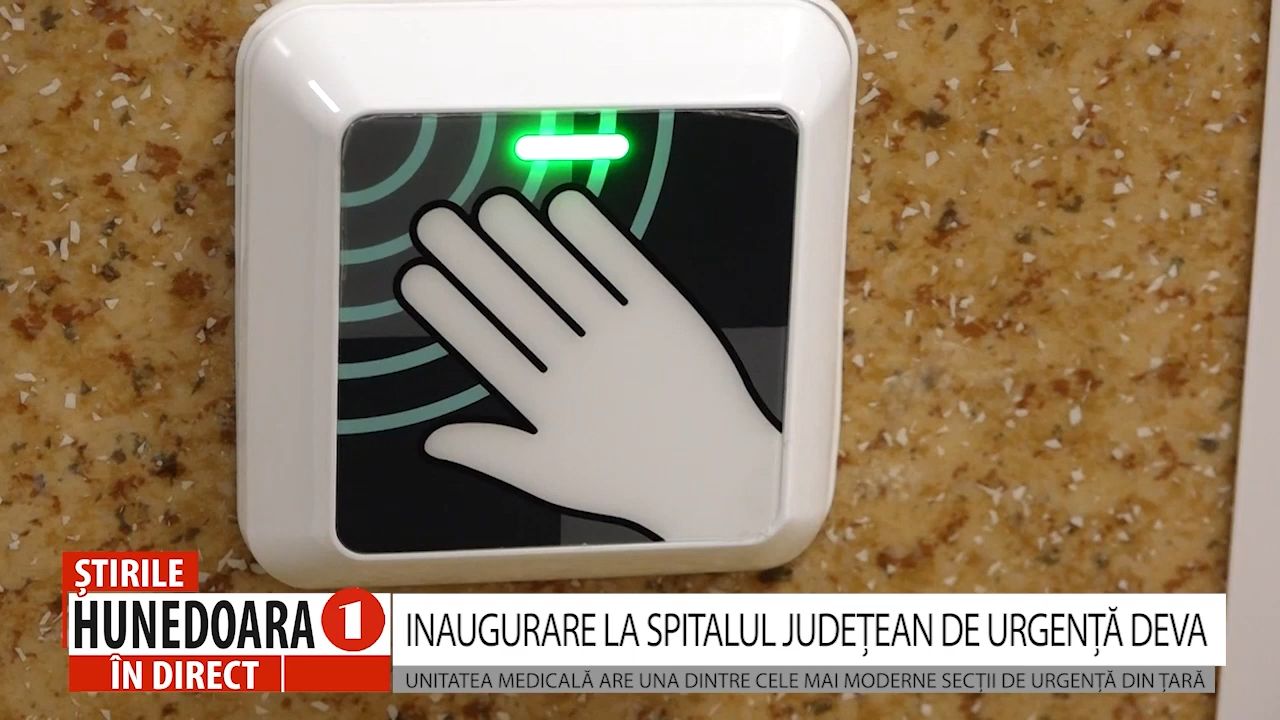 ȘTIRILE
HUNEDOARA 1
ÎN DIRECT
INAUGURARE LA SPITALUL JUDEȚEAN DE URGENȚĂ DEVA
UNITATEA MEDICALĂ ARE UNA DINTRE CELE MAI MODERNE SECȚII DE URGENȚĂ DIN ȚARĂ